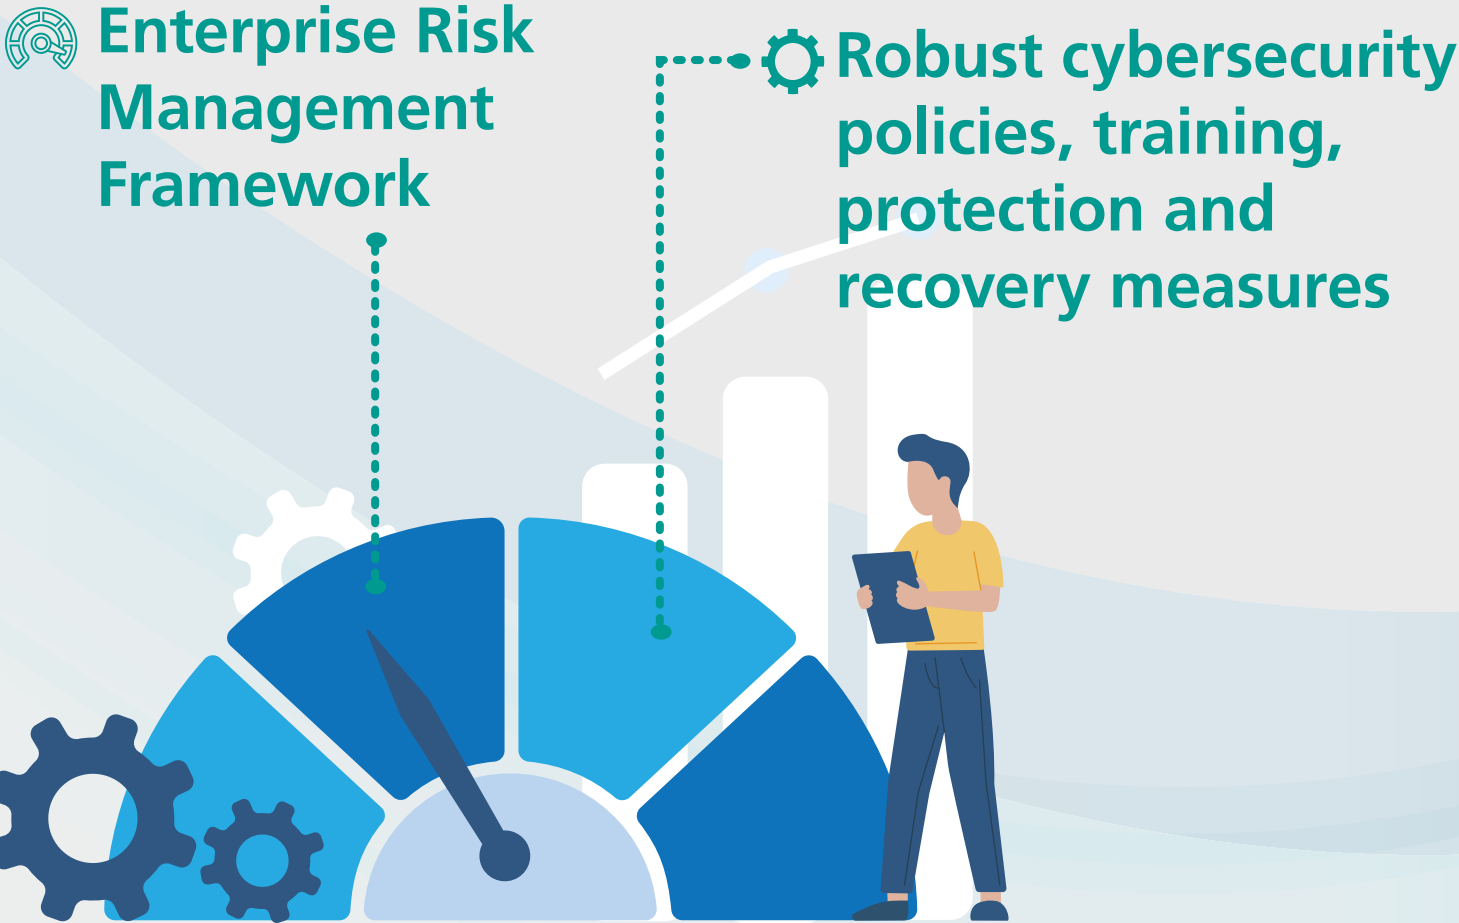 Enterprise Risk
Management
Framework
Robust cybersecurity
policies, training,
protection and
recovery measures